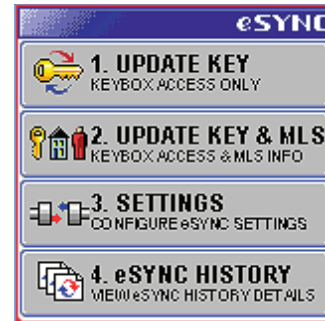 eSYNC
1. UPDATE KEY
KEYBOX ACCESS ONLY
2. UPDATE KEY & MLS
KEYBOX ACCESS & MLS INFO
3. SETTINGS
CONFIGURE eSYNC SETTINGS
4. eSYNC HISTORY
VIEW eSYNC HISTORY DETAILS